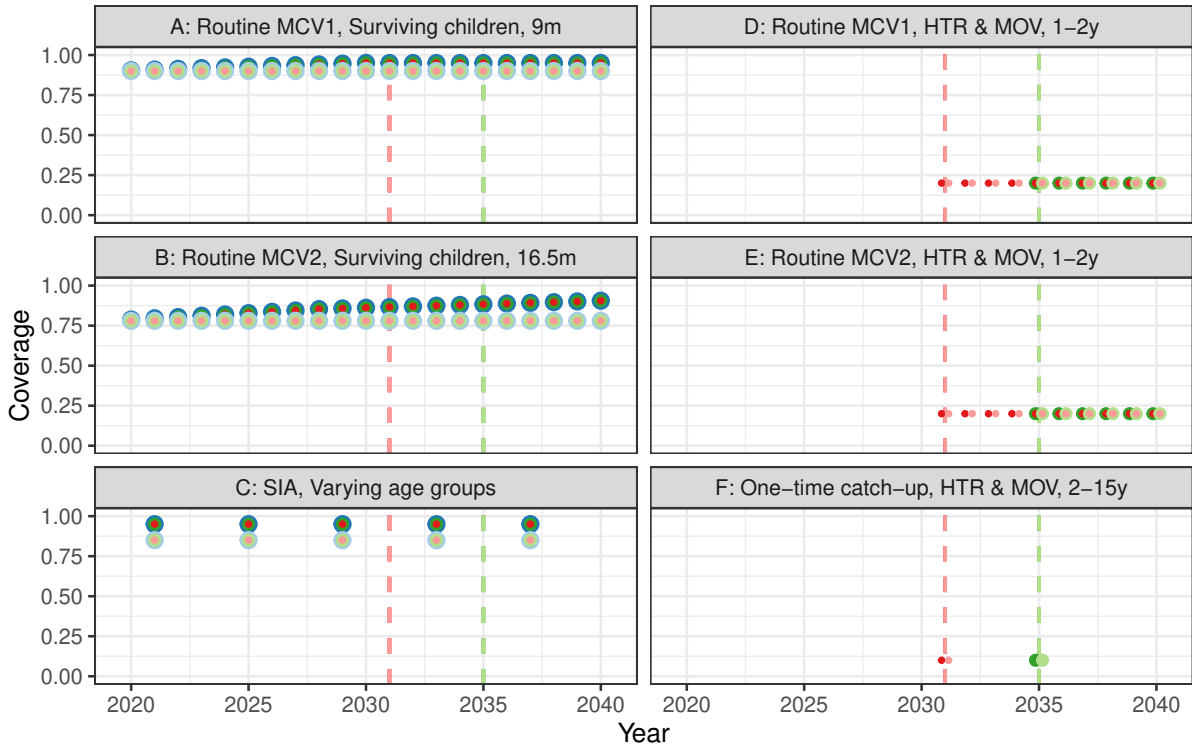 A: Routine MCV1, Surviving children, 9m
D: Routine MCV1, HTR & MOV, 1−2y
1.00
0.75
0.50
0.25
0.00
B: Routine MCV2, Surviving children, 16.5m
E: Routine MCV2, HTR & MOV, 1−2y
1.00
0.75
0.50
0.25
0.00
Coverage
C: SIA, Varying age groups
F: One−time catch−up, HTR & MOV, 2−15y
1.00
0.75
0.50
0.25
0.00
2020 2025 2030 2035 2040 2020 2025 2030 2035 2040
Year